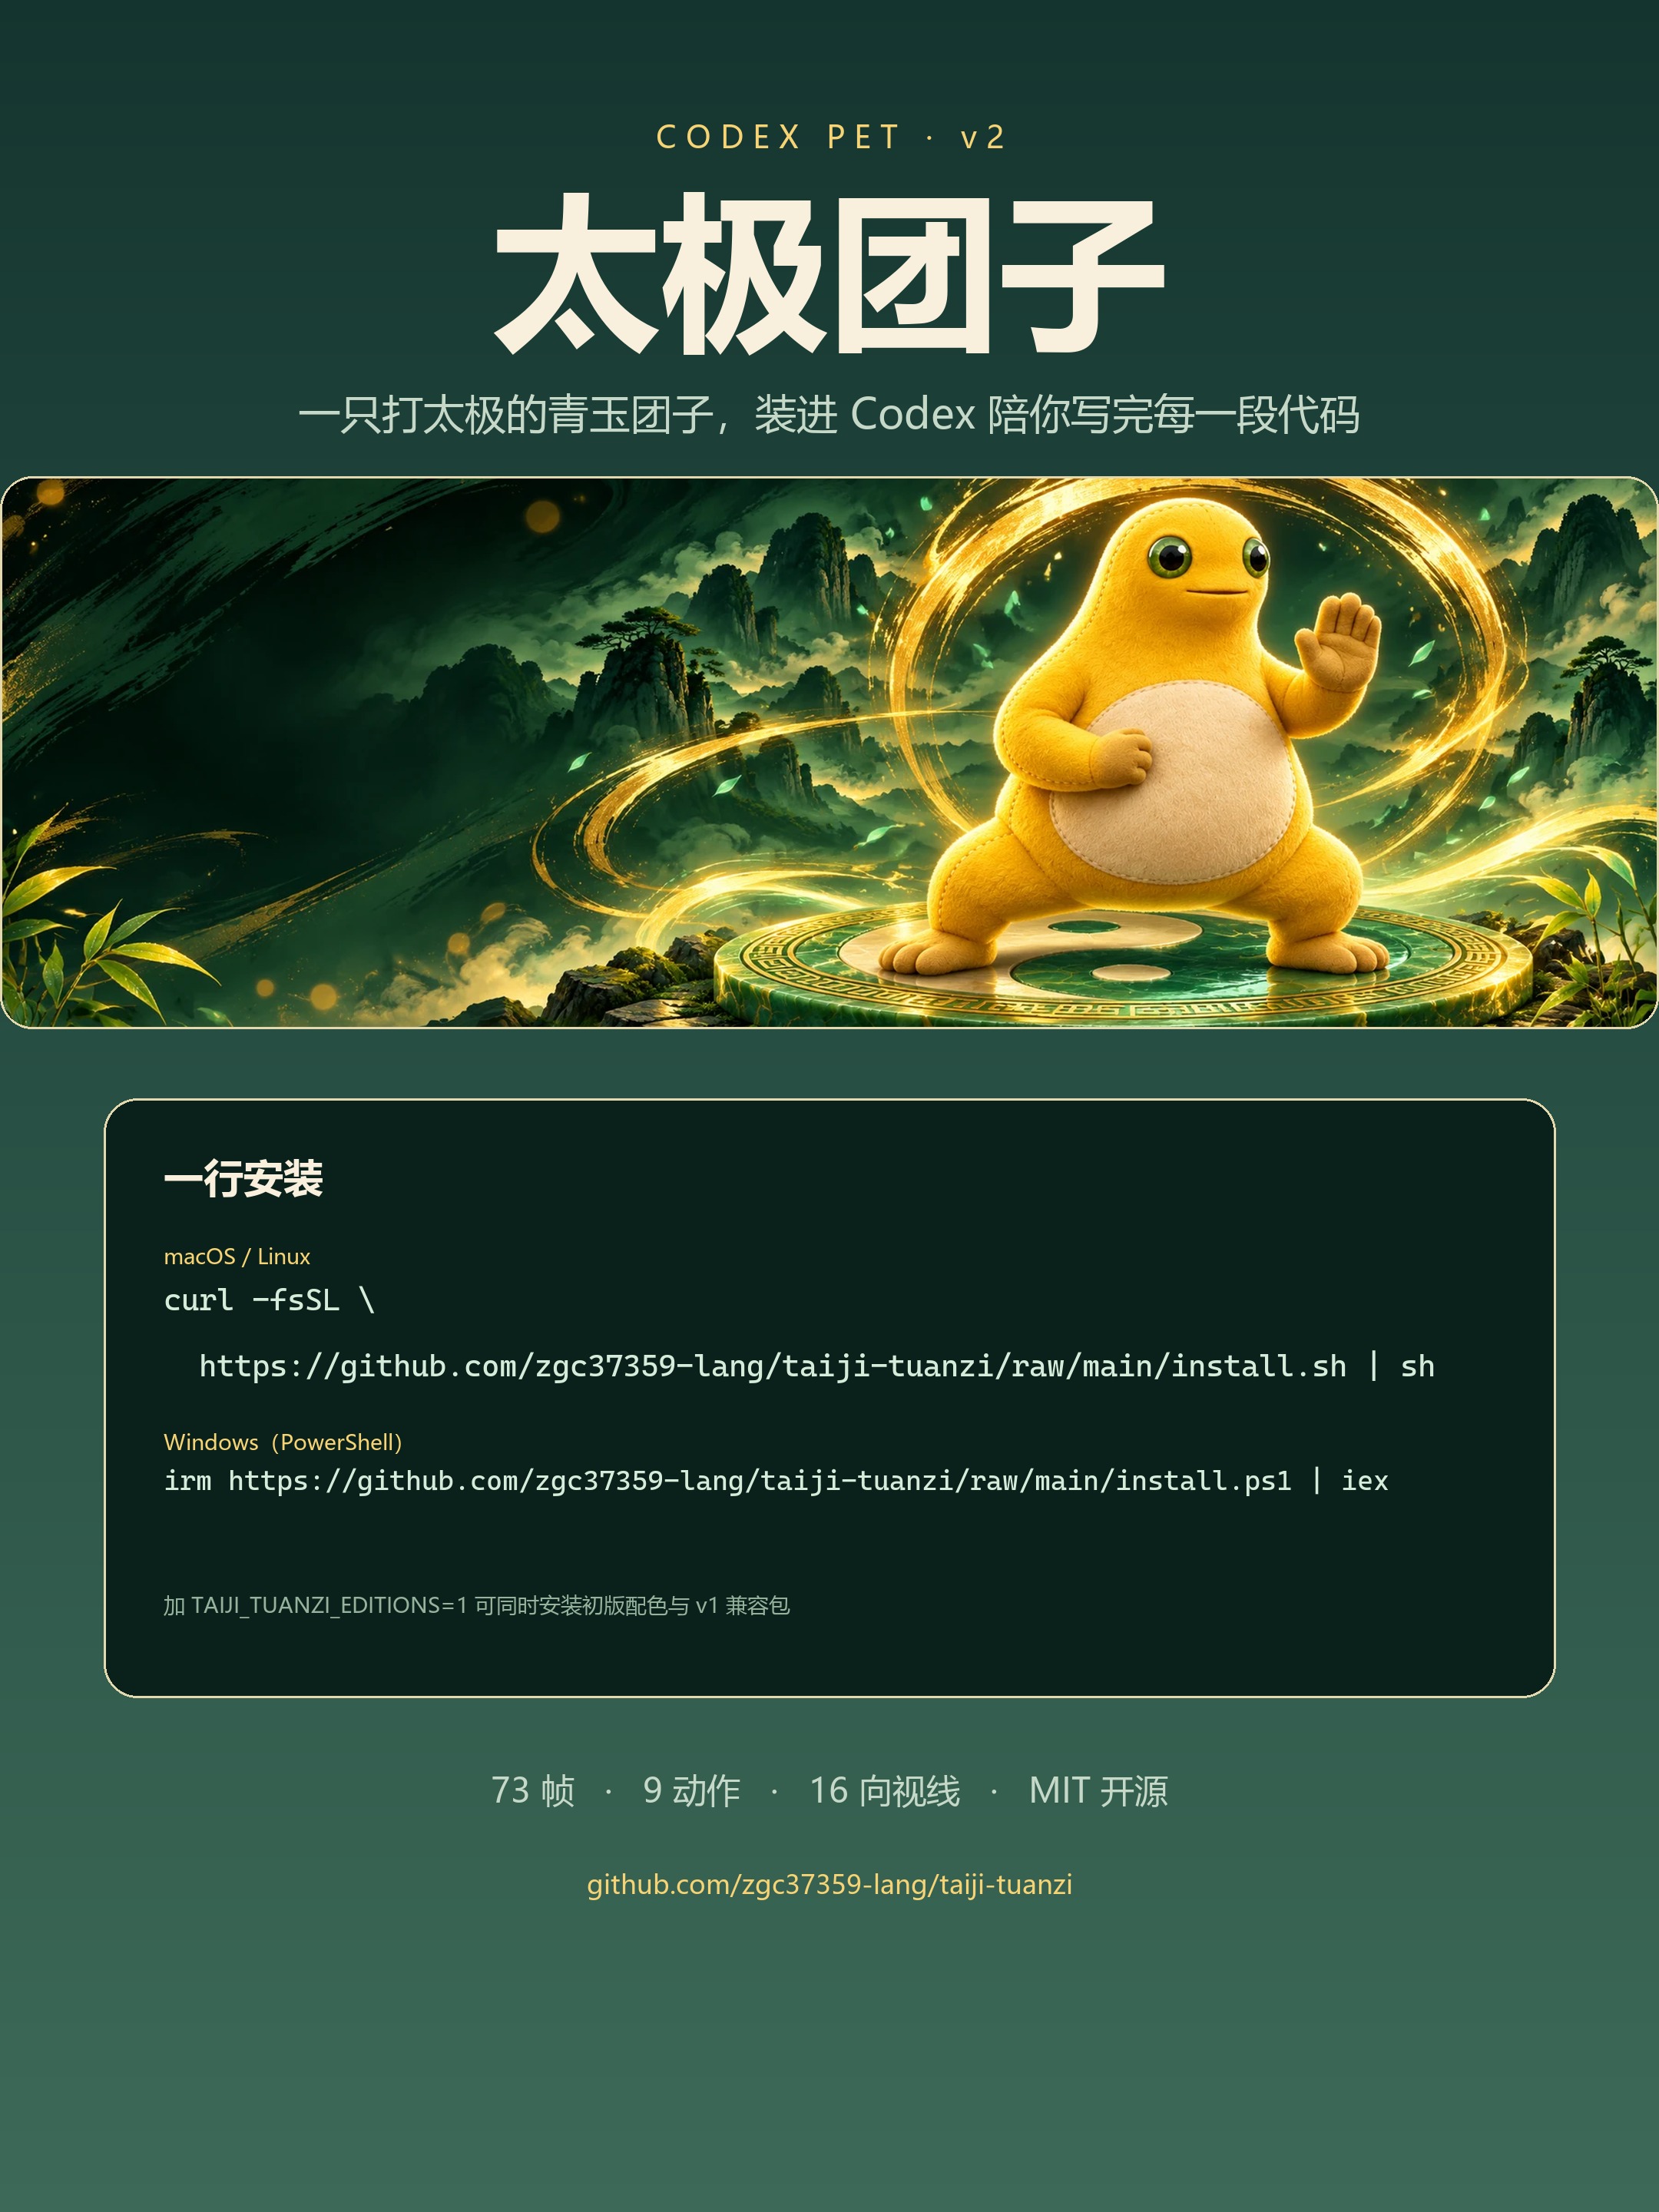 CODEX PET · v2
太极团子
一只打太极的青玉团子，装进 Codex 陪你写完每一段代码
一行安装
macOS / Linux
curl -fsSL \
https://github.com/zgc37359-lang/taiji-tuanzi/raw/main/install.sh | sh
Windows（PowerShell）
irm https://github.com/zgc37359-lang/taiji-tuanzi/raw/main/install.ps1 | iex
加 TAIJI_TUANZI_EDITIONS=1 可同时安装初版配色与 v1 兼容包
73 帧 · 9 动作 · 16 向视线 · MIT 开源
github.com/zgc37359-lang/taiji-tuanzi